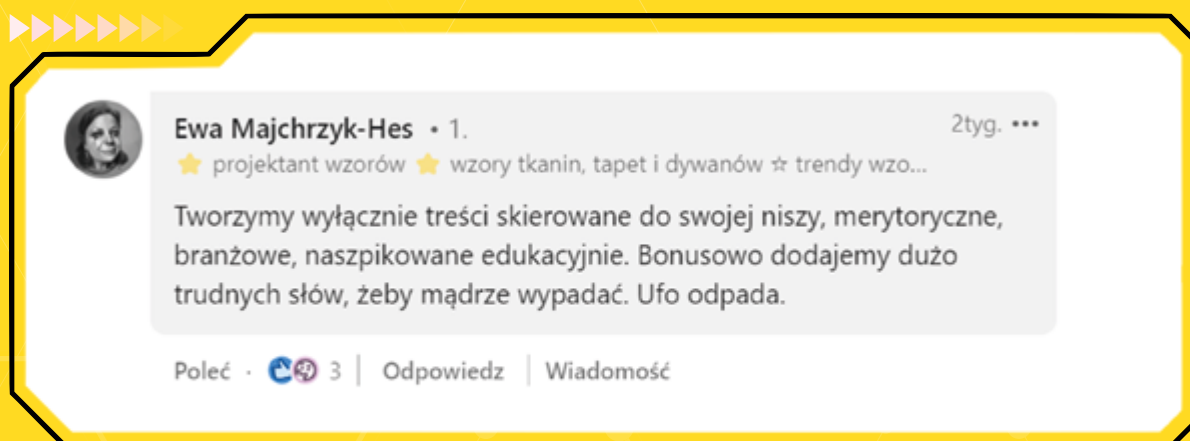 Ewa Majchrzyk-Hes • 1.
2tyg. •••
⭐ projektant wzorów ⭐ wzory tkanin, tapet i dywanów ☆ trendy wzo...
Tworzymy wyłącznie treści skierowane do swojej niszy, merytoryczne,
branżowe, naszpikowane edukacyjnie. Bonusowo dodajemy dużo
trudnych słów, żeby mądrze wypadać. Ufo odpada.
Poleć · 3 | Odpowiedz | Wiadomość